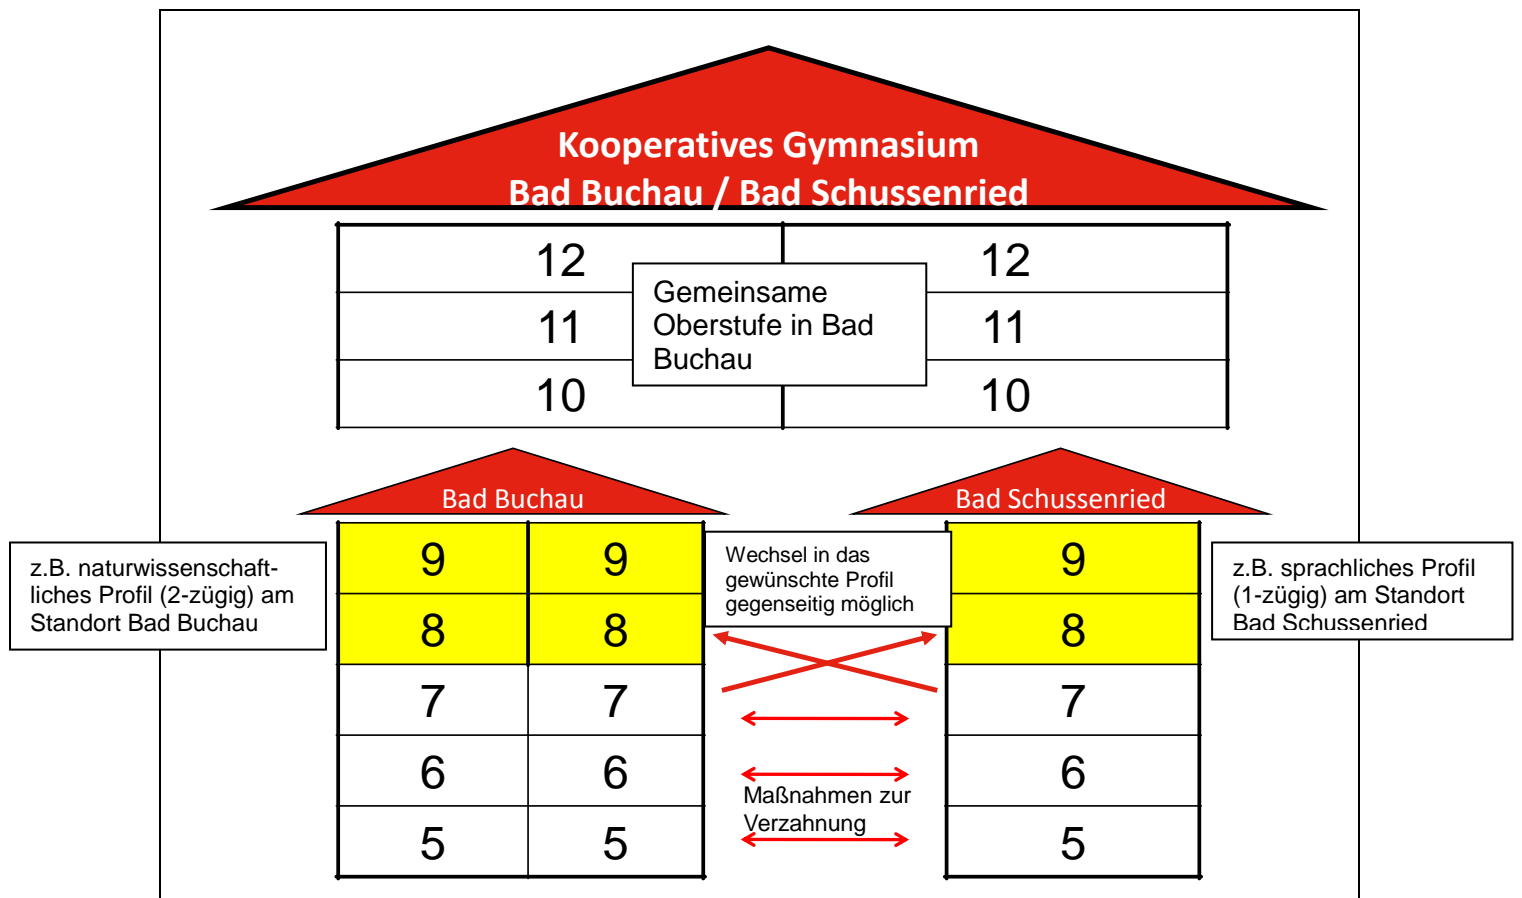 Kooperatives Gymnasium
Bad Buchau / Bad Schussenried
12 12
11 11
10 10
Gemeinsame
Oberstufe in Bad
Buchau
Bad Buchau
Bad Schussenried
z.B. naturwissenschaft-
liches Profil (2-zügig) am
Standort Bad Buchau
9 9
8 8
7 7
6 6
5 5
Wechsel in das
gewünschte Profil
gegenseitig möglich
Maßnahmen zur
Verzahnung
9
8
7
6
5
z.B. sprachliches Profil
(1-zügig) am Standort
Bad Schussenried